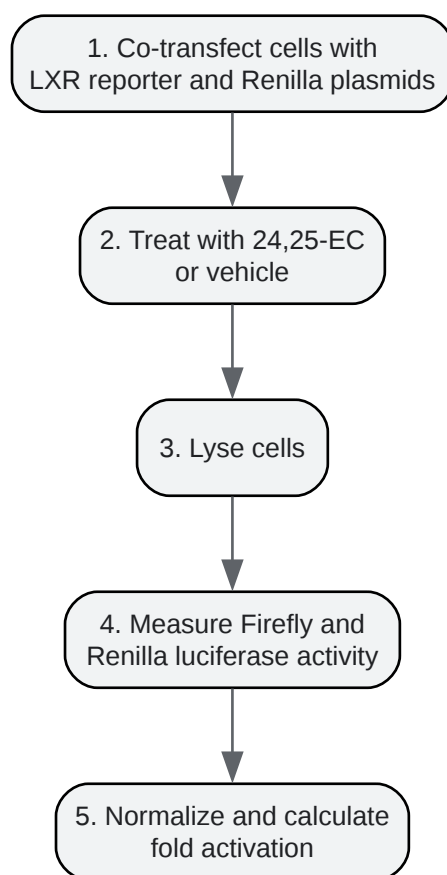 1. Co-transfect cells with
LXR reporter and Renilla plasmids
2. Treat with 24,25-EC
or vehicle
3. Lyse cells
4. Measure Firefly and
Renilla luciferase activity
5. Normalize and calculate
fold activation